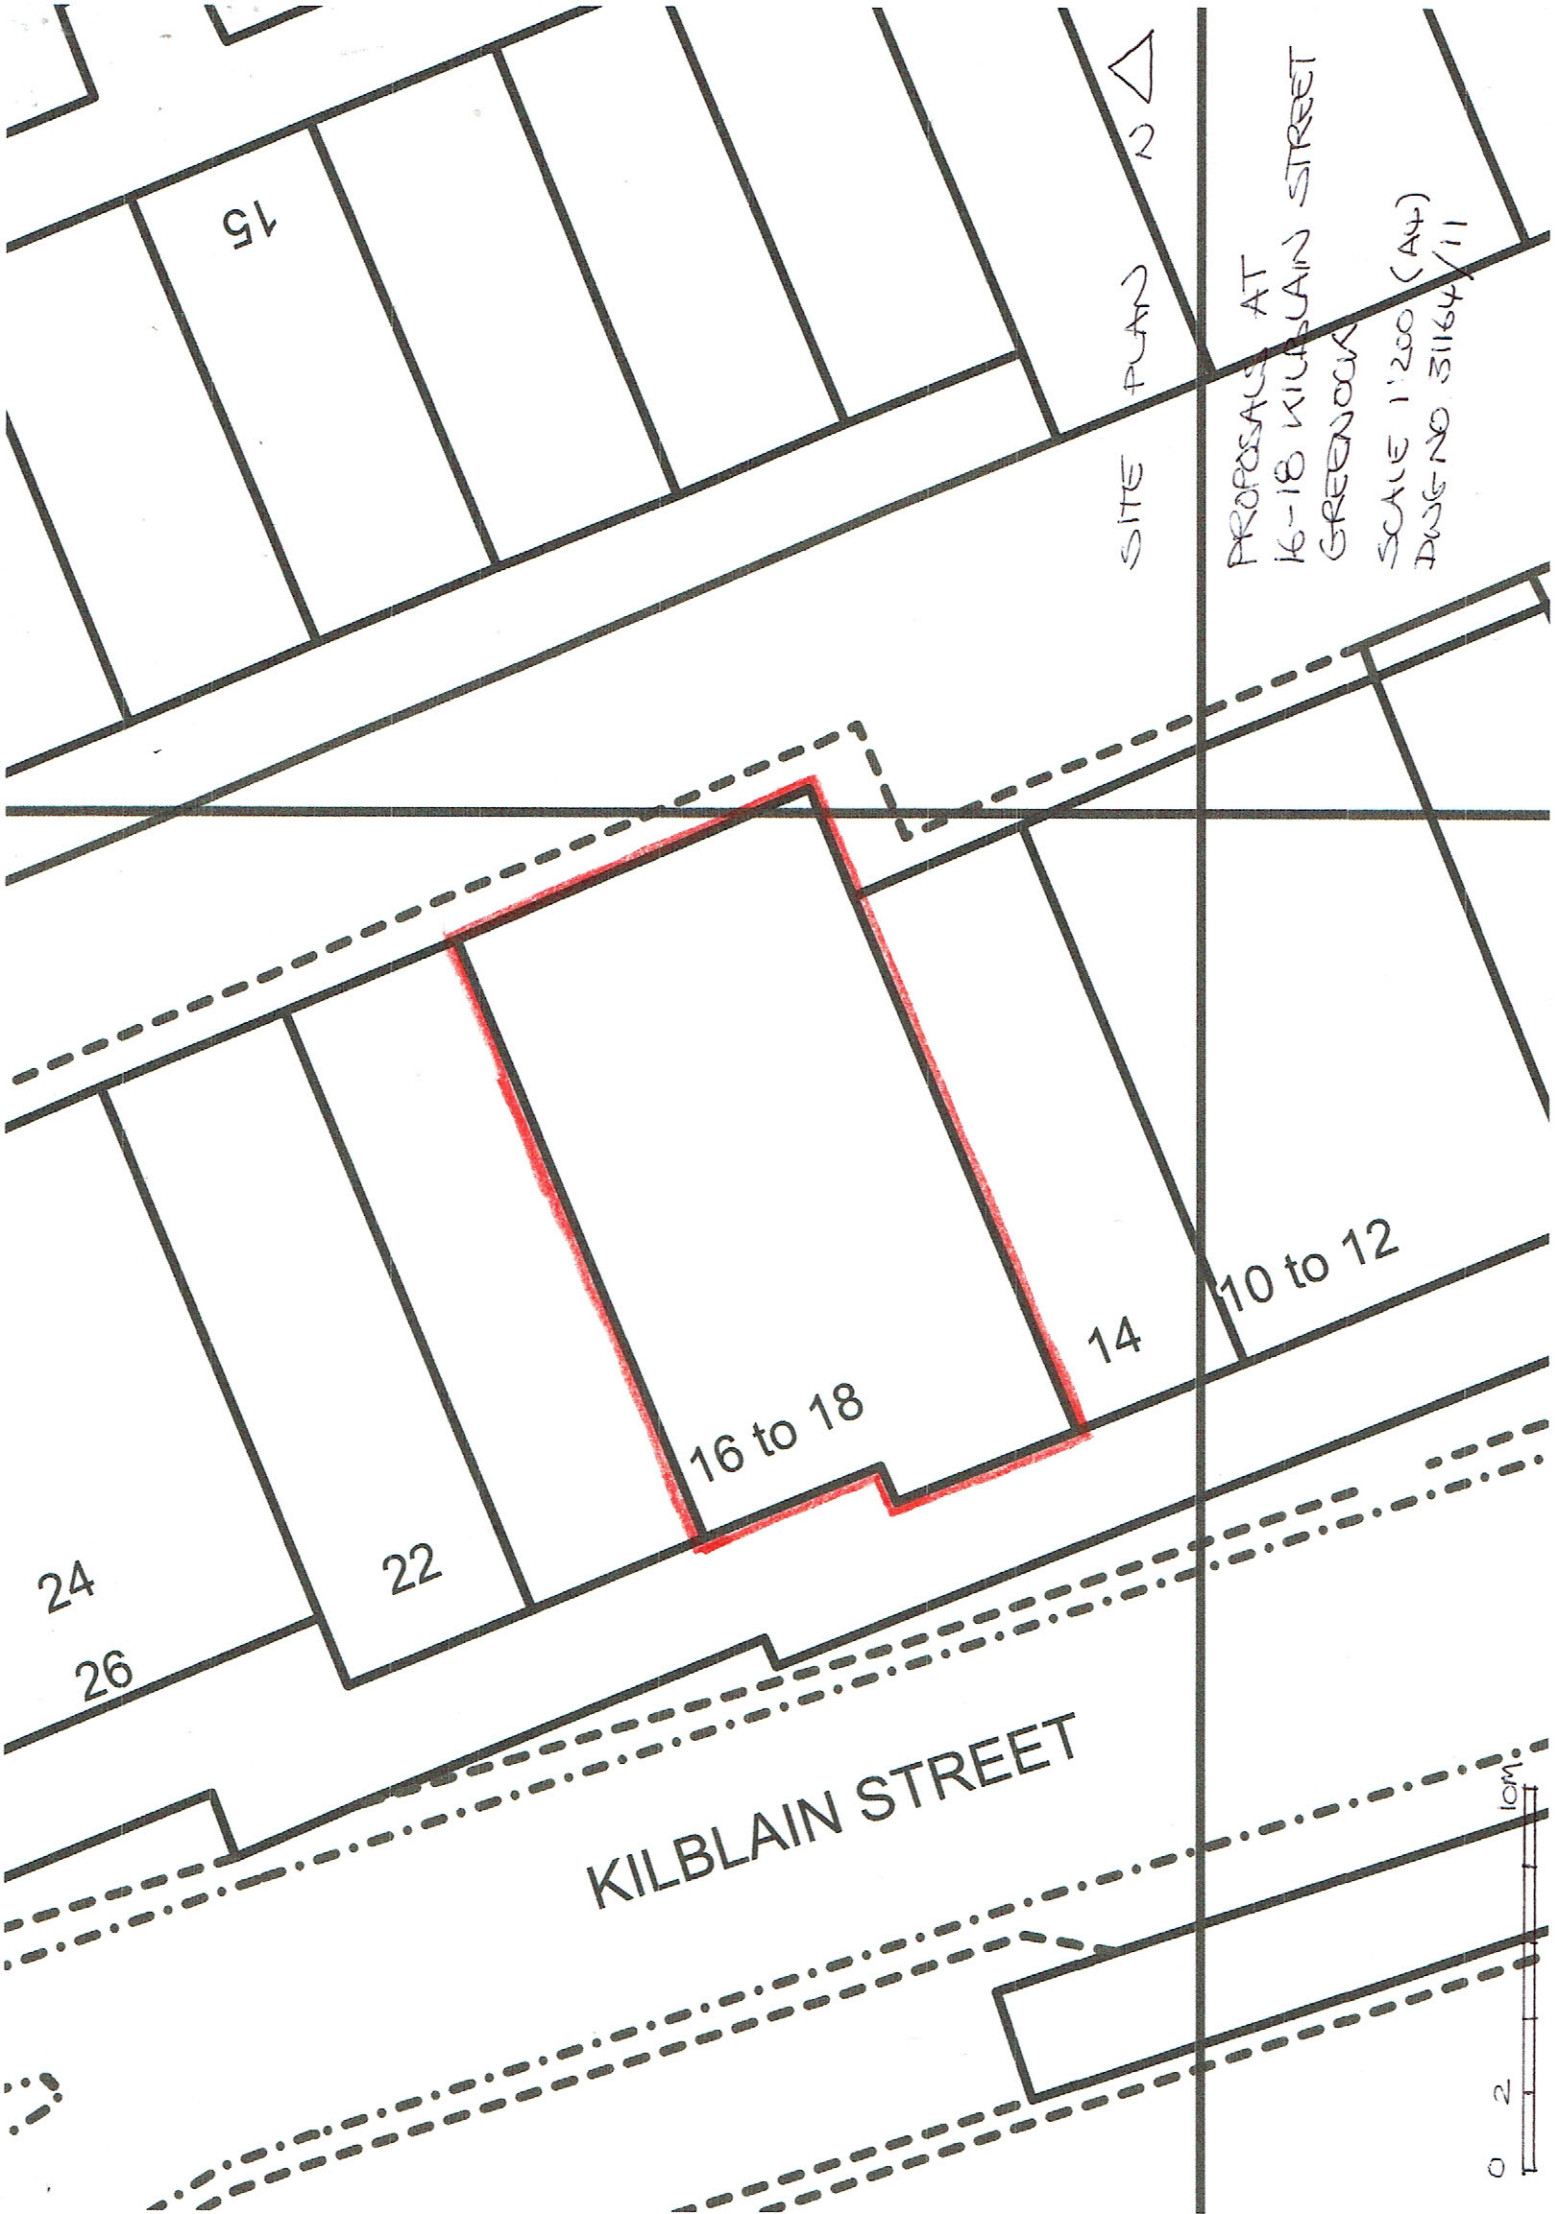 15
SITE PLAN N
PROPOSALS AT
16-18 KILBLAIN STREET
GREENOCK
SCALE 1:200 (A4)
DWG NO 31164/11
10 to 12
14
16 to 18
22
24
26
KILBLAIN STREET
0 2 10m